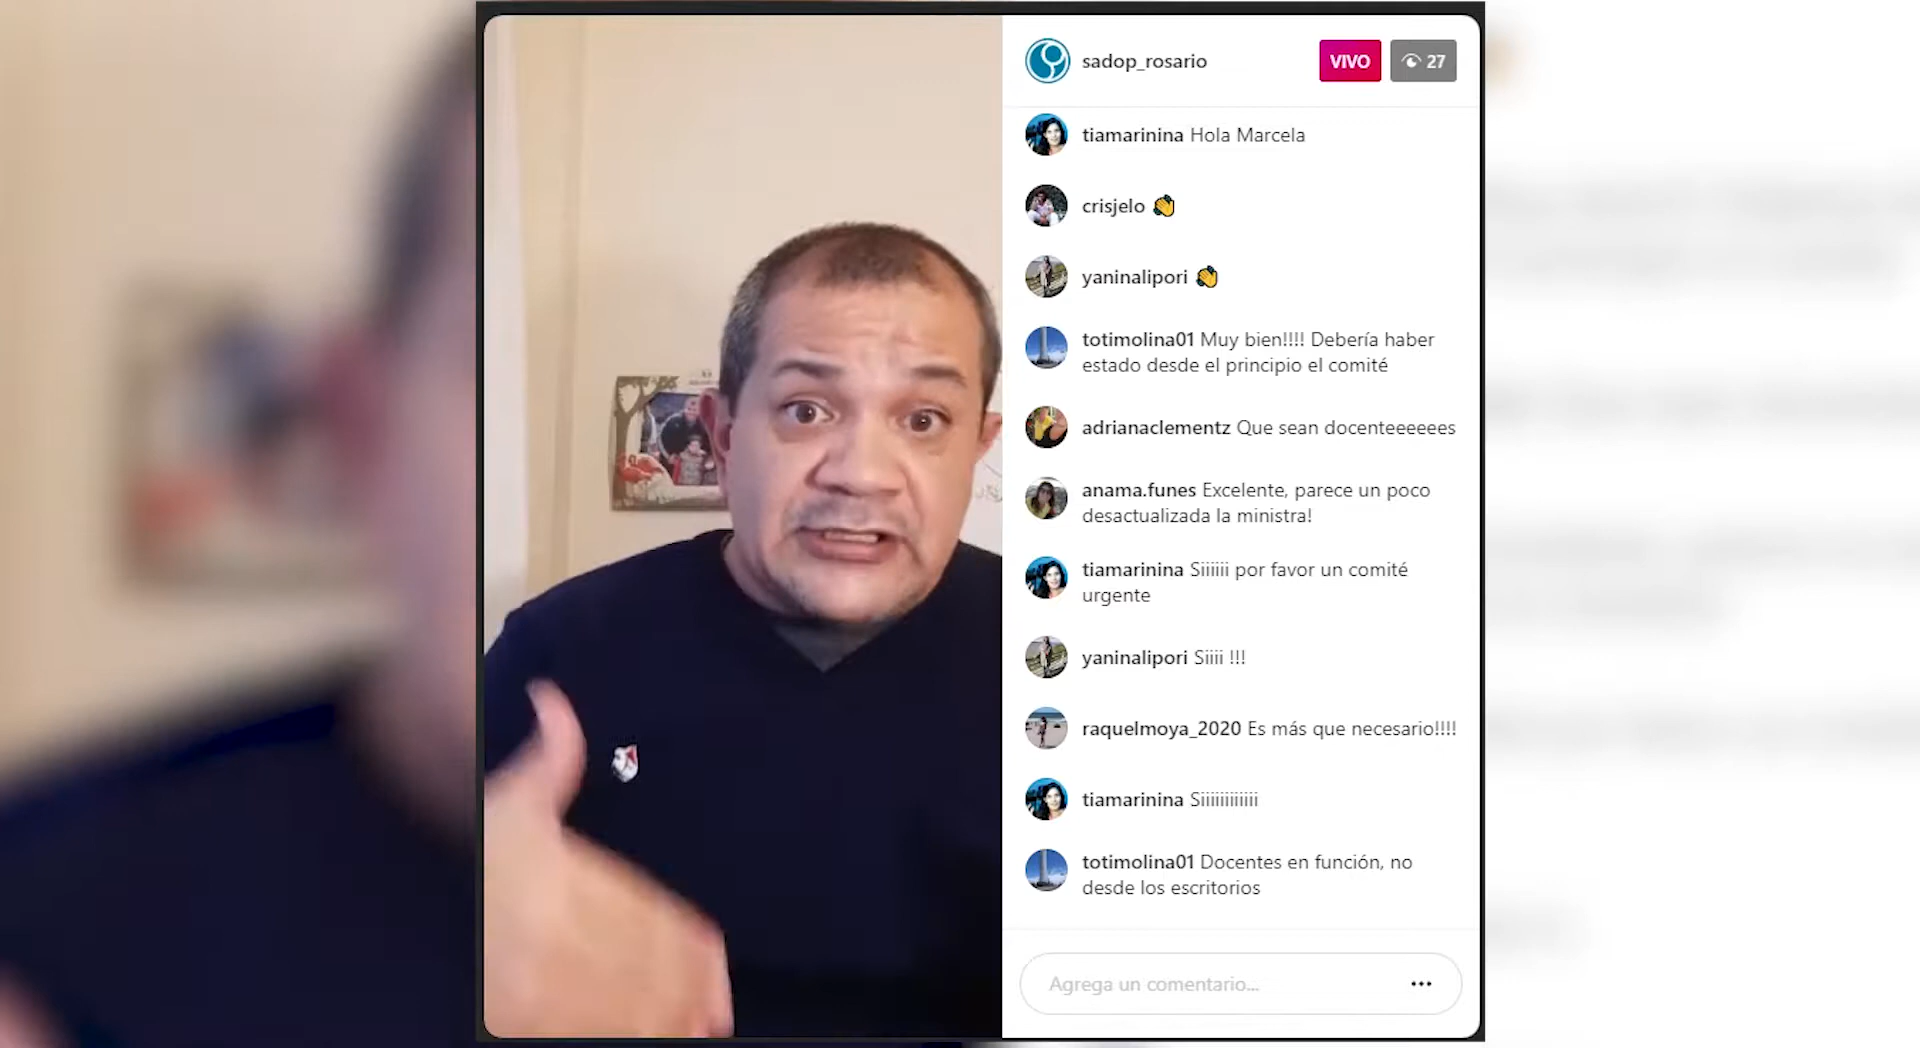 sadop_rosario
VIVO
27
tiamarinina Hola Marcela
crisjelo 👏
yaninalipori 👏
totimolina01 Muy bien!!!! Debería haber
estado desde el principio el comité
adrianaclementz Que sean docenteeeeees
anama.funes Excelente, parece un poco
desactualizada la ministra!
tiamarinina Siiiiii por favor un comité
urgente
yaninalipori Siiii !!!
raquelmoya_2020 Es más que necesario!!!!
tiamarinina Siiiiiiiiiiii
totimolina01 Docentes en función, no
desde los escritorios
Agrega un comentario...